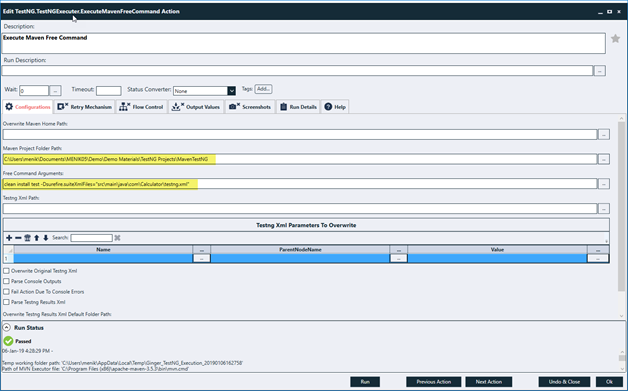 Edit TestNG.TestNGExecuter.ExecuteMavenFreeCommand Action
Description:
Execute Maven Free Command
Run Description:
...
Wait: 0 ... Timeout: Status Converter: None Tags: Add..
Configurations Retry Mechanism Flow Control Output Values Screenshots Run Details Help
Overwrite Maven Home Path:
...
Maven Project Folder Path:
C:\Users\menik\Documents\MENIK05\Demo\Demo Materials\TestNG Projects\MavenTestNG ...
Free Command Arguments:
clean install test -Dsurefire.suiteXmlFiles="src\main\java\com\Calculator\testng.xml" ...
TestNG Xml Path:
...
Testng Xml Parameters To Overwrite
Search:
Name ... ParentNodeName ... Value ...
1 ... ... ...
Overwrite Original Testng Xml
Parse Console Outputs
Fail Action Due To Console Errors
Parse Testng Results Xml
Overwrite Testng Results Xml Default Folder Path:
Run Status
Passed
06-Jan-19 4:28:29 PM -
Temp working folder path: 'C:\Users\menik\AppData\Local\Temp\Ginger_TestNG_Execution_20190106162758'
Path of MVN Executor file: 'C:\Program Files (x86)\apache-maven-3.5.3\bin\mvn.cmd'
Run Previous Action Next Action Undo & Close Ok